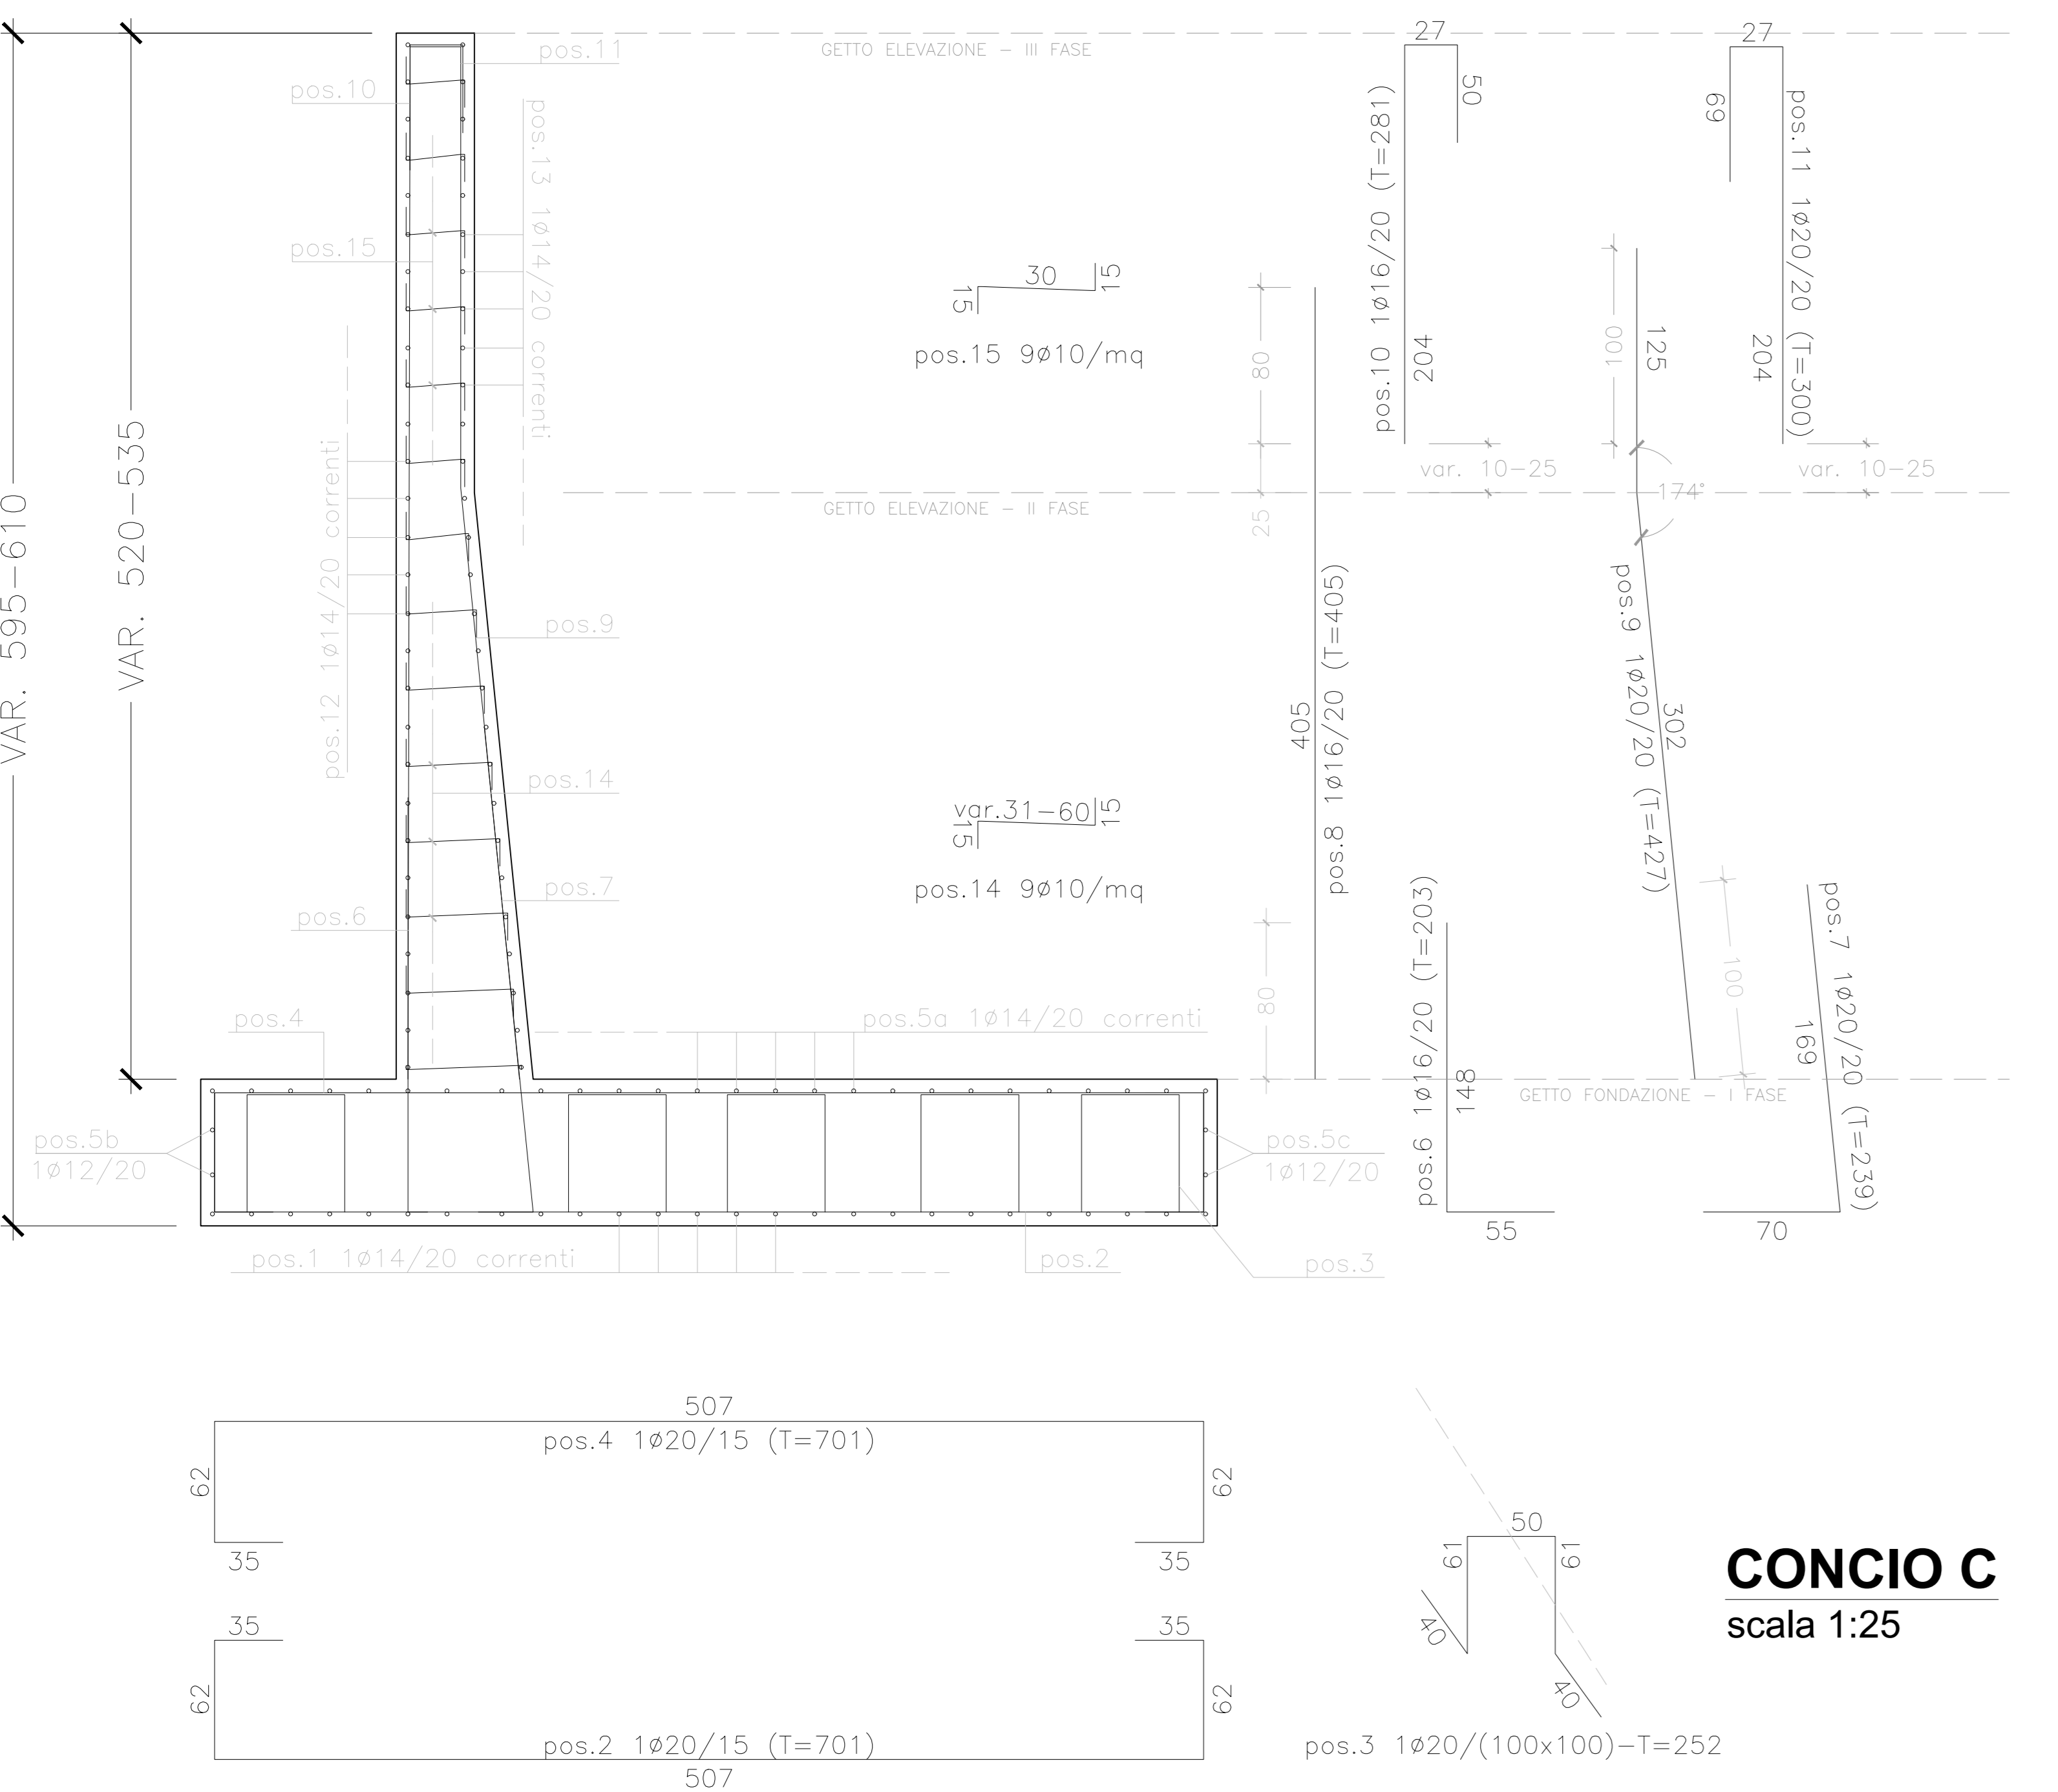 VAR. 595-610
VAR. 520-535
pos.10
pos.11
GETTO ELEVAZIONE - III FASE
pos.13 1ø14/20 correnti
pos.15
pos.12 1ø14/20 correnti
GETTO ELEVAZIONE - II FASE
pos.9
pos.14
pos.7
pos.6
pos.4
pos.5a 1ø14/20 correnti
pos.5b
1ø12/20
pos.5c
1ø12/20
GETTO FONDAZIONE - I FASE
pos.1 1ø14/20 correnti
pos.2
pos.3
15
30
15
pos.15 9ø10/mq
15
var.31-60
15
pos.14 9ø10/mq
80
25
80
405
pos.8 1ø16/20 (T=405)
27
50
pos.10 1ø16/20 (T=281)
204
var. 10-25
27
69
pos.11 1ø20/20 (T=300)
204
var. 10-25
100
125
174°
pos.9 1ø20/20 (T=427)
302
pos.6 1ø16/20 (T=203)
148
55
100
pos.7 1ø20/20 (T=239)
169
70
507
pos.4 1ø20/15 (T=701)
62
62
35
35
35
35
62
62
pos.2 1ø20/15 (T=701)
507
50
61
61
40
40
pos.3 1ø20/(100x100)-T=252
CONCIO C
scala 1:25